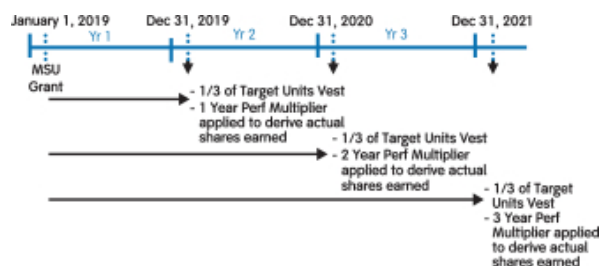 January 1, 2019 Dec 31, 2019 Dec 31, 2020 Dec 31, 2021
Yr 1 Yr 2 Yr 3
MSU
Grant
- 1/3 of Target Units Vest
- 1 Year Perf Multiplier
applied to derive actual
shares earned
- 1/3 of Target Units Vest
- 2 Year Perf Multiplier
applied to derive actual
shares earned
- 1/3 of Target
Units Vest
- 3 Year Perf
Multiplier applied
to derive actual
shares earned